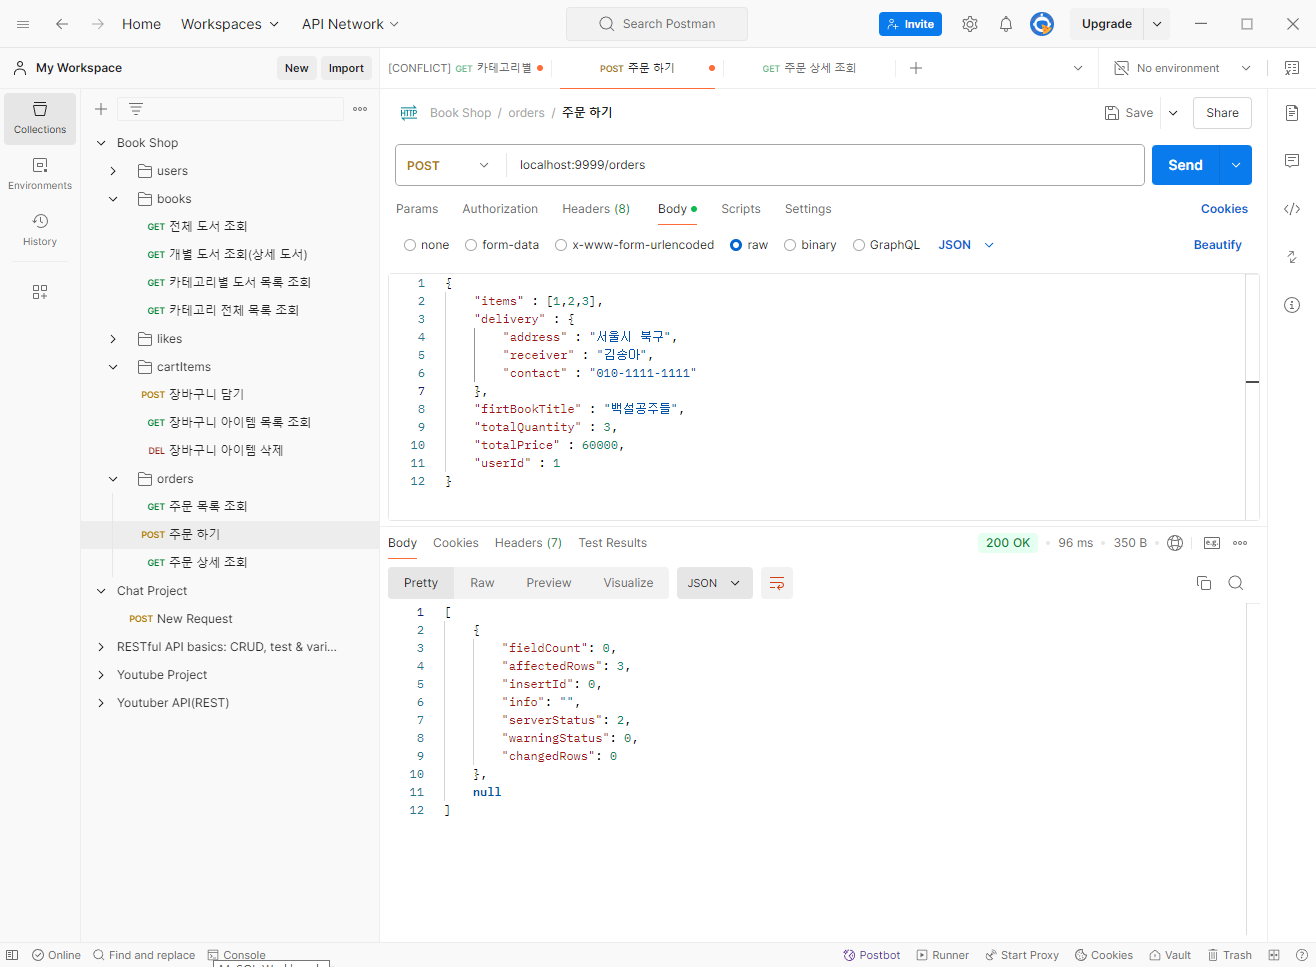 Home Workspaces API Network Search Postman Invite Upgrade
My Workspace New Import [CONFLICT] GET 카테고리별 POST 주문 하기 GET 주문 상세 조회 No environment
Collections
Environments
History
Book Shop
users
books
GET 전체 도서 조회
GET 개별 도서 조회(상세 도서)
GET 카테고리별 도서 목록 조회
GET 카테고리 전체 목록 조회
likes
cartItems
POST 장바구니 담기
GET 장바구니 아이템 목록 조회
DEL 장바구니 아이템 삭제
orders
GET 주문 목록 조회
POST 주문 하기
GET 주문 상세 조회
Chat Project
POST New Request
RESTful API basics: CRUD, test & vari...
Youtube Project
Youtuber API(REST)
HTTP Book Shop / orders / 주문 하기 Save Share
POST localhost:9999/orders Send
Params Authorization Headers (8) Body Scripts Settings Cookies
none form-data x-www-form-urlencoded raw binary GraphQL JSON Beautify
1 {
2 "items" : [1,2,3],
3 "delivery" : {
4 "address" : "서울시 북구",
5 "receiver" : "김송아",
6 "contact" : "010-1111-1111"
7 },
8 "firtBookTitle" : "백설공주들",
9 "totalQuantity" : 3,
10 "totalPrice" : 60000,
11 "userId" : 1
12 }
Body Cookies Headers (7) Test Results 200 OK 96 ms 350 B e.g.
Pretty Raw Preview Visualize JSON
1 [
2 {
3 "fieldCount": 0,
4 "affectedRows": 3,
5 "insertId": 0,
6 "info": "",
7 "serverStatus": 2,
8 "warningStatus": 0,
9 "changedRows": 0
10 },
11 null
12 ]
Online Find and replace Console Postbot Runner Start Proxy Cookies Vault Trash